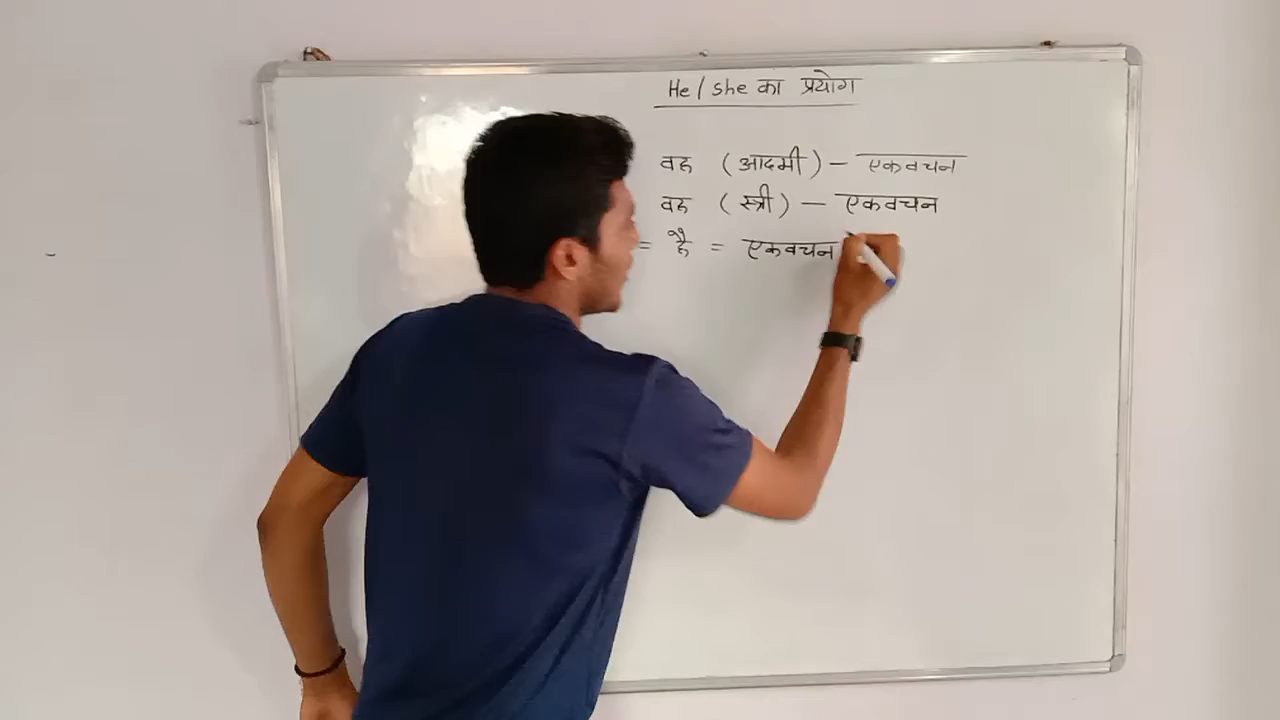 He/She का प्रयोग
वह (आदमी) - एकवचन
वह (स्त्री) - एकवचन
= है = एकवचन